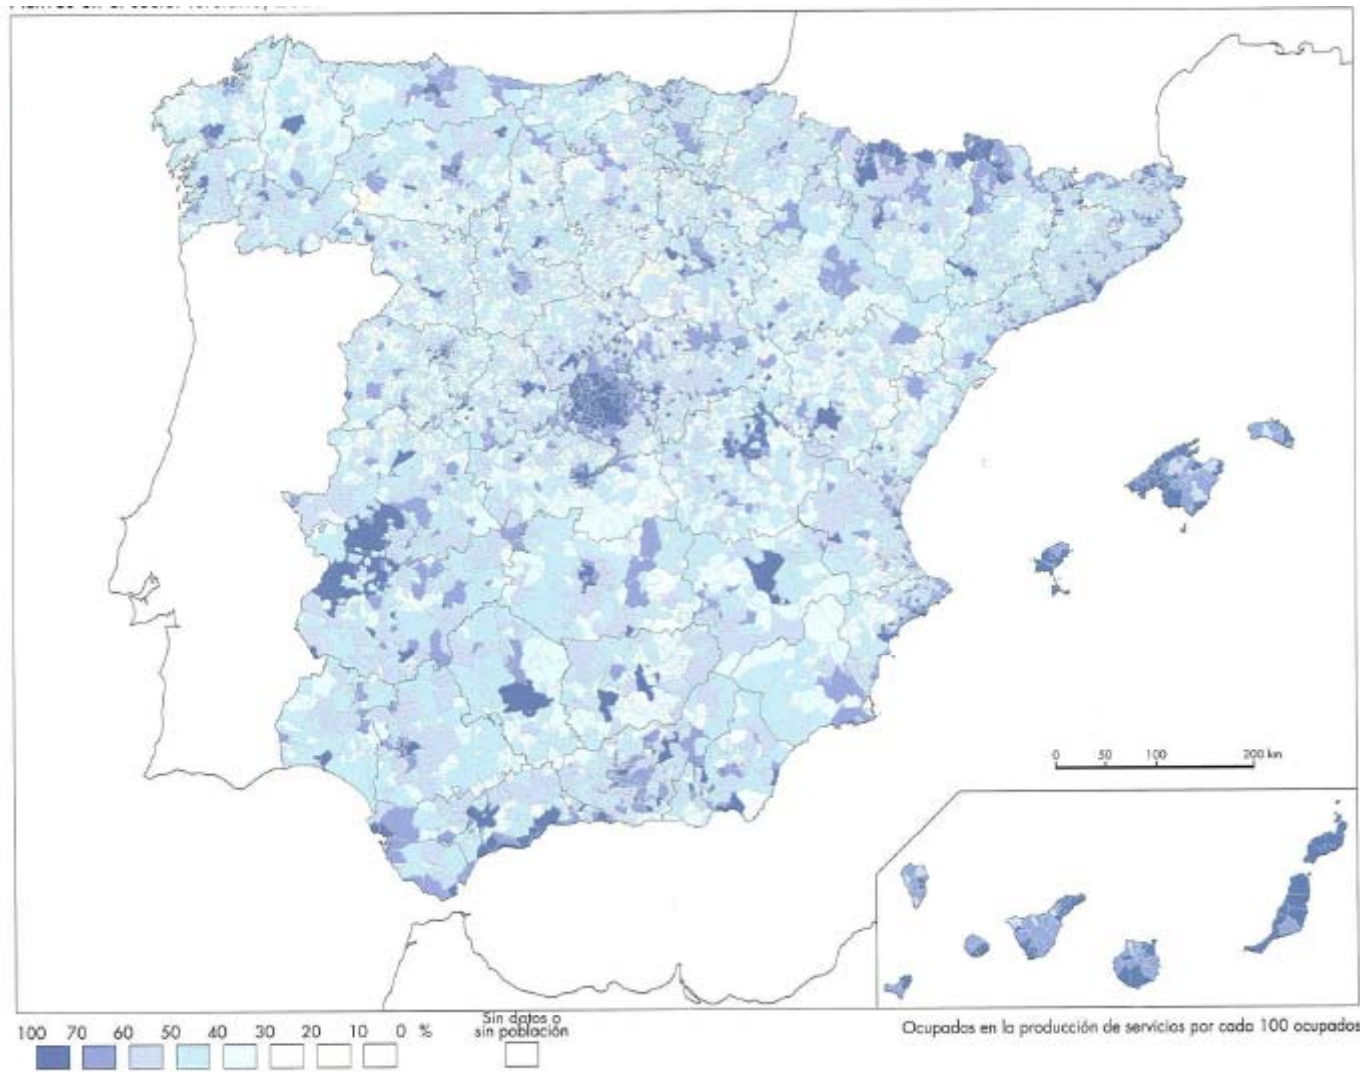 0 50 100 200 km
100 70 60 50 40 30 20 10 0 %
Sin datos o
sin población
Ocupados en la producción de servicios por cada 100 ocupados